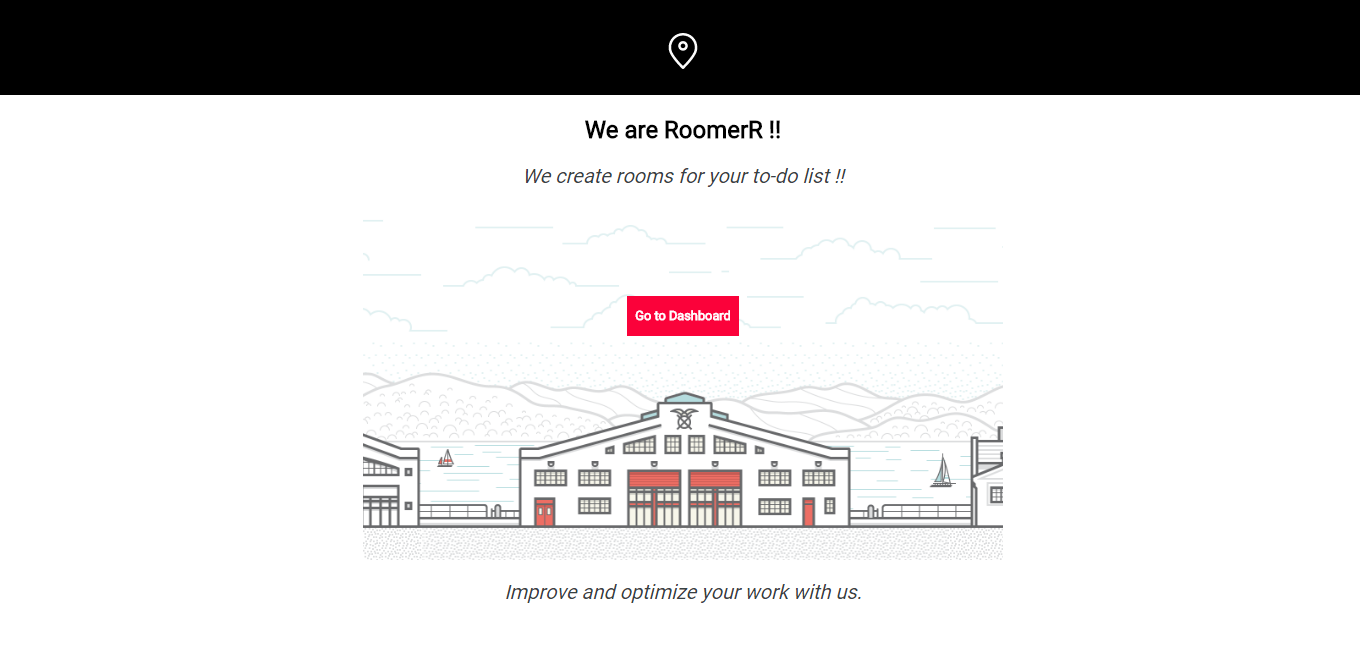 We are RoomerR !!
We create rooms for your to-do list !!
Go to Dashboard
Improve and optimize your work with us.